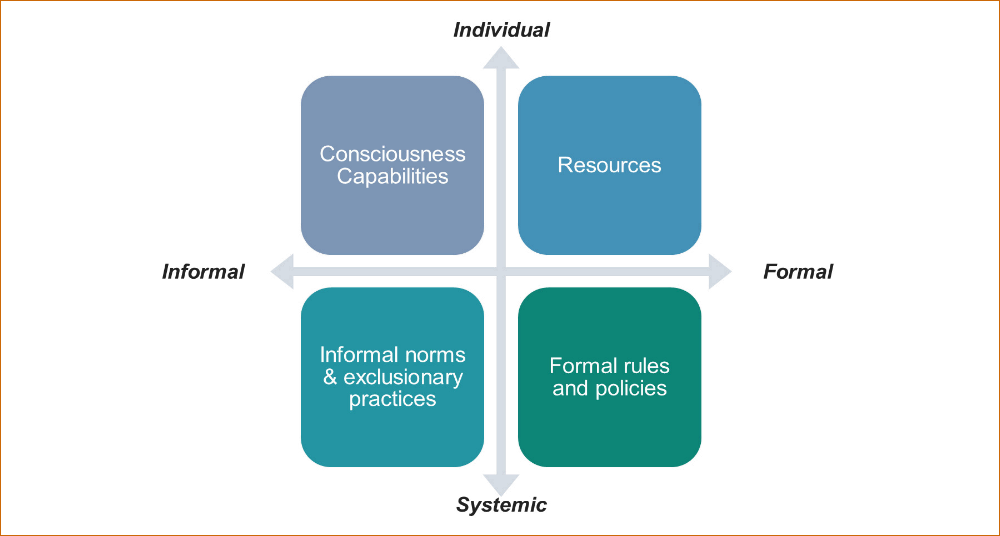 Individual
Consciousness
Capabilities
Resources
Informal
Formal
Informal norms
& exclusionary
practices
Formal rules
and policies
Systemic